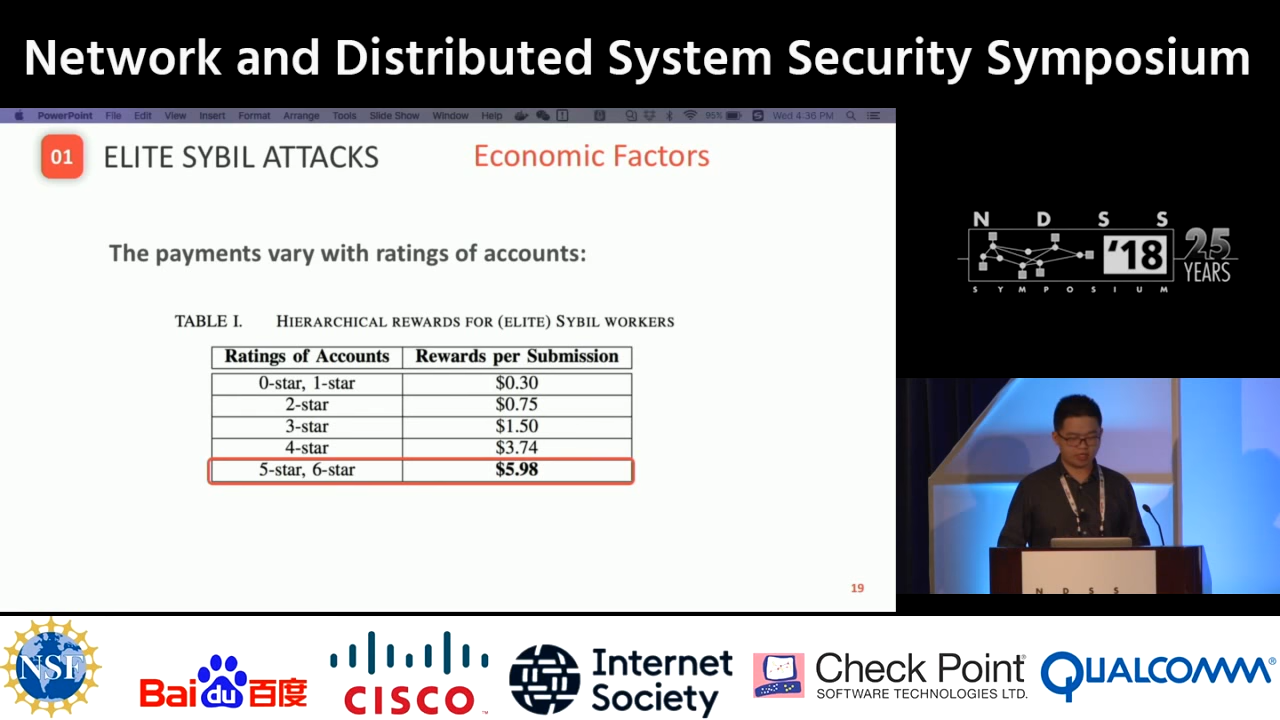 Network and Distributed System Security Symposium
PowerPoint File Edit View Insert Format Arrange Tools Slide Show Window Help 95% Wed 4:36 PM
01 ELITE SYBIL ATTACKS Economic Factors
The payments vary with ratings of accounts:
TABLE I. HIERARCHICAL REWARDS FOR (ELITE) SYBIL WORKERS
Ratings of Accounts Rewards per Submission
0-star, 1-star $0.30
2-star $0.75
3-star $1.50
4-star $3.74
5-star, 6-star $5.98
19
N D S S
'18
25 YEARS
S Y M P O S I U M
N D S S
NSF
Bai du 百度
CISCO
Internet Society
Check Point
SOFTWARE TECHNOLOGIES LTD.
QUALCOMM